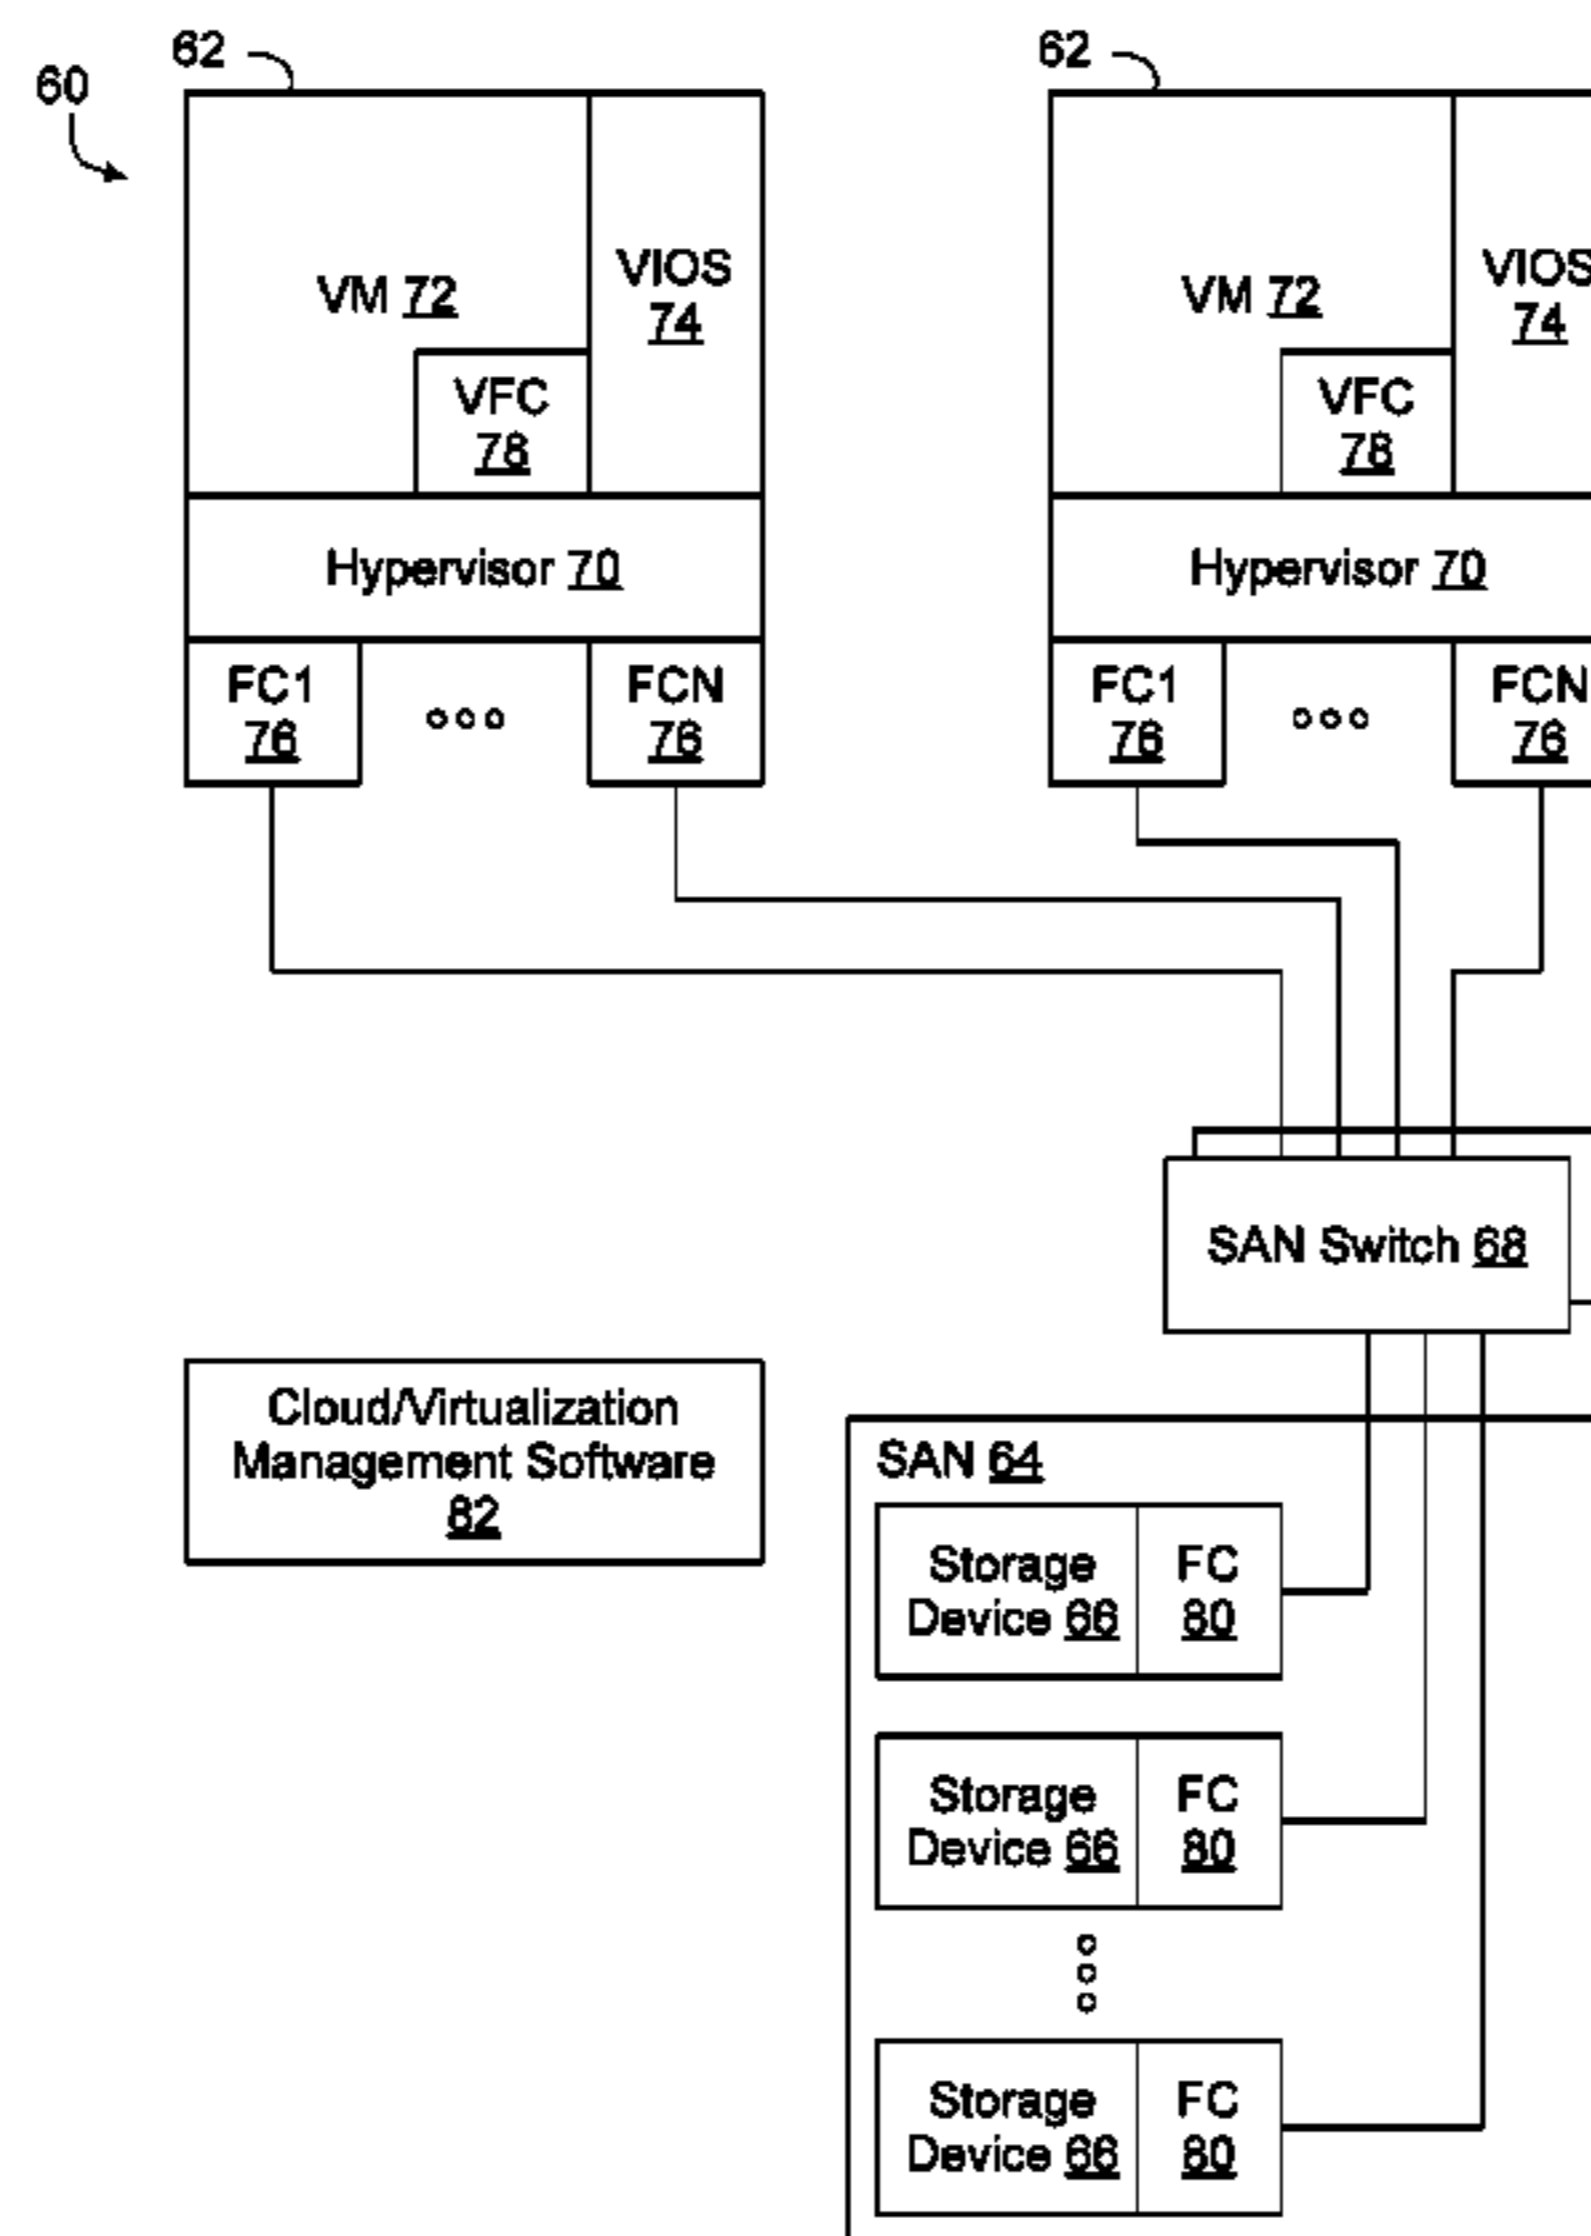 60
62
VM 72
VIOS
74
VFC
78
Hypervisor 70
FC1
76
FCN
76
62
VM 72
VIOS
74
VFC
78
Hypervisor 70
FC1
76
FCN
76
SAN Switch 68
Cloud/Virtualization
Management Software
82
SAN 64
Storage
Device 66
FC
80
Storage
Device 66
FC
80
Storage
Device 66
FC
80